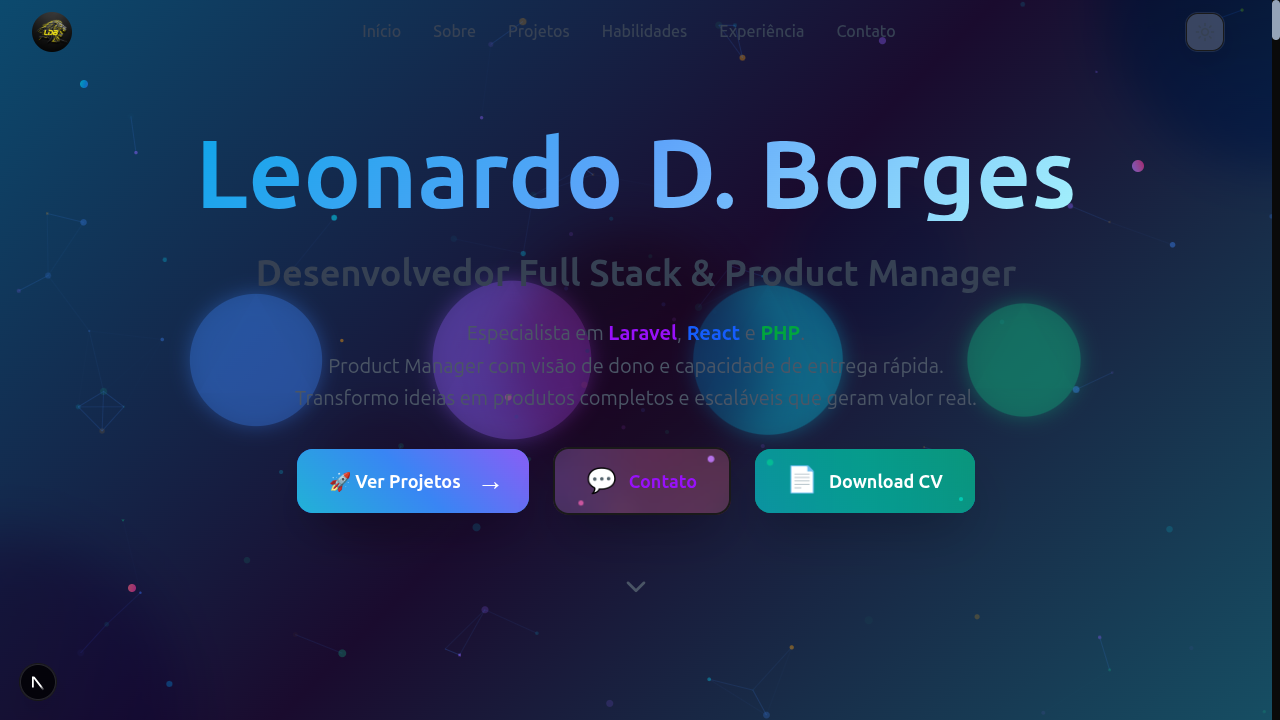 LDB
Início Sobre Projetos Habilidades Experiência Contato
Leonardo D. Borges
Desenvolvedor Full Stack & Product Manager
Especialista em Laravel, React e PHP.
Product Manager com visão de dono e capacidade de entrega rápida.
Transformo ideias em produtos completos e escaláveis que geram valor real.
🚀 Ver Projetos → 💬 Contato 📄 Download CV
N